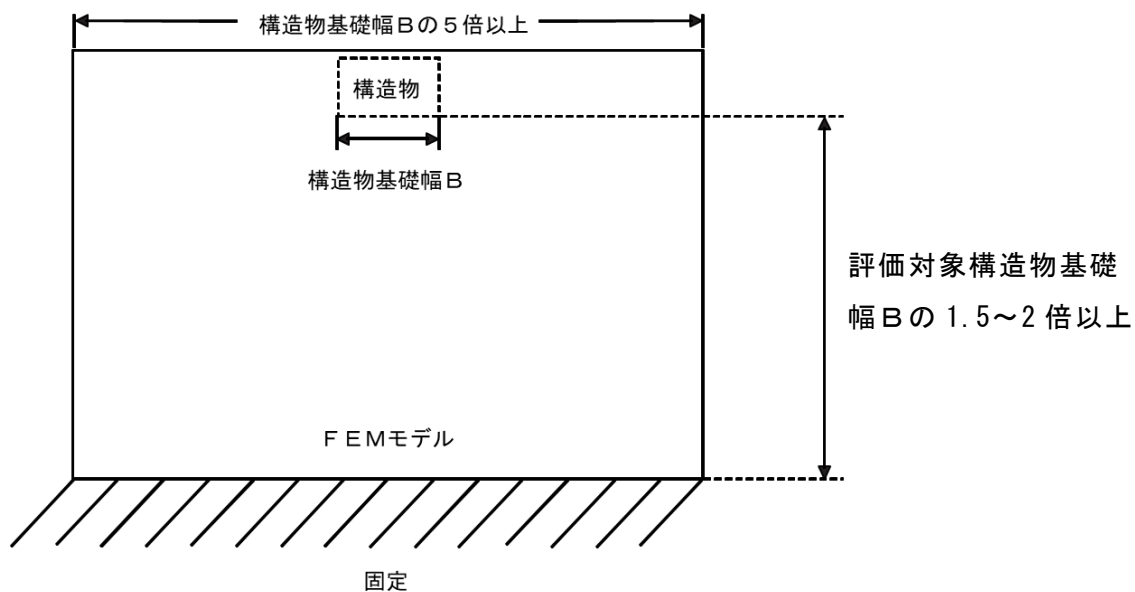 構造物基礎幅Ｂの５倍以上
構造物
構造物基礎幅Ｂ
評価対象構造物基礎
幅Ｂの 1.5～2 倍以上
ＦＥＭモデル
固定